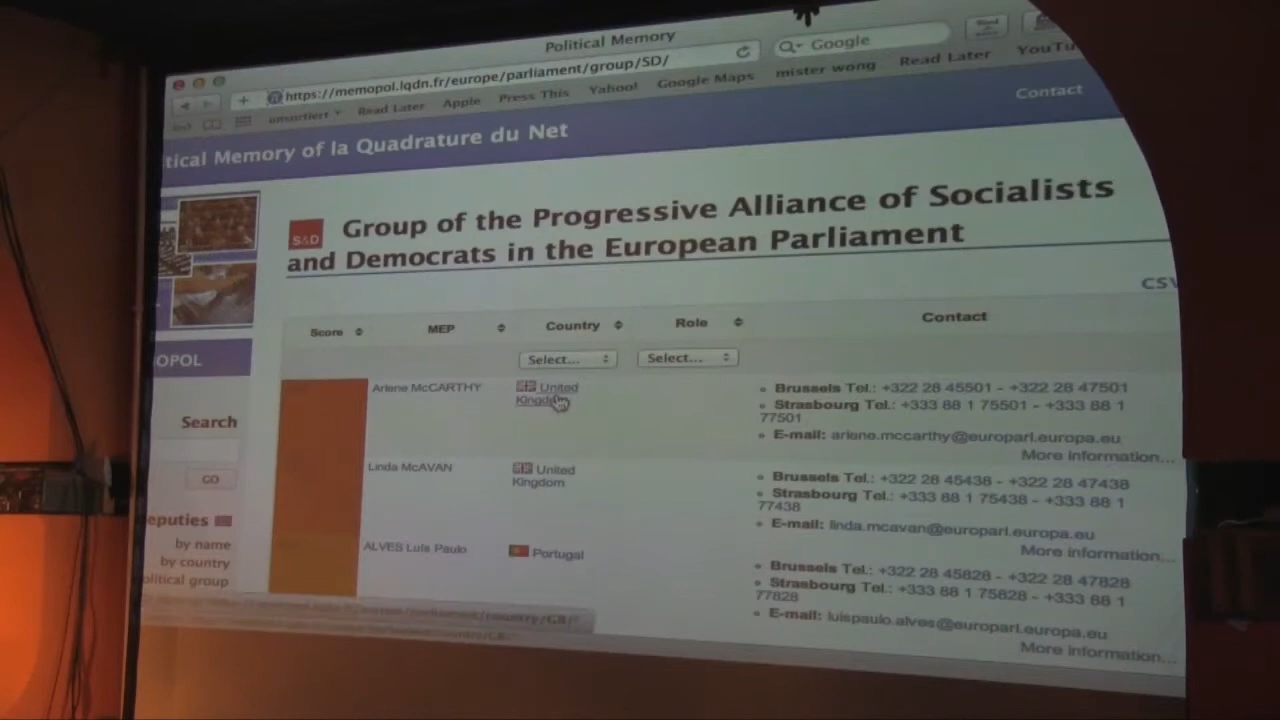 Political Memory
https://memopol.lqdn.fr/europe/parliament/group/SD/
Google
unsortiert Read Later Apple Press This Yahoo! Google Maps mister wong Read Later YouTu
tical Memory of la Quadrature du Net
Contact
S&D
Group of the Progressive Alliance of Socialists
and Democrats in the European Parliament
CSV
Score MEP Country Role Contact
Select... Select...
OPOL
Search
GO
deputies
by name
by country
olitical group
Arlene McCARTHY
United
Kingdom
Brussels Tel.: +322 28 45501 - +322 28 47501
Strasbourg Tel.: +333 88 1 75501 - +333 88 1
77501
E-mail: arlene.mccarthy@europarl.europa.eu
More information...
Linda McAVAN
United
Kingdom
Brussels Tel.: +322 28 45438 - +322 28 47438
Strasbourg Tel.: +333 88 1 75438 - +333 88 1
77438
E-mail: linda.mcavan@europarl.europa.eu
More information...
ALVES Luís Paulo
Portugal
Brussels Tel.: +322 28 45828 - +322 28 47828
Strasbourg Tel.: +333 88 1 75828 - +333 88 1
77828
E-mail: luispaulo.alves@europarl.europa.eu
More information...